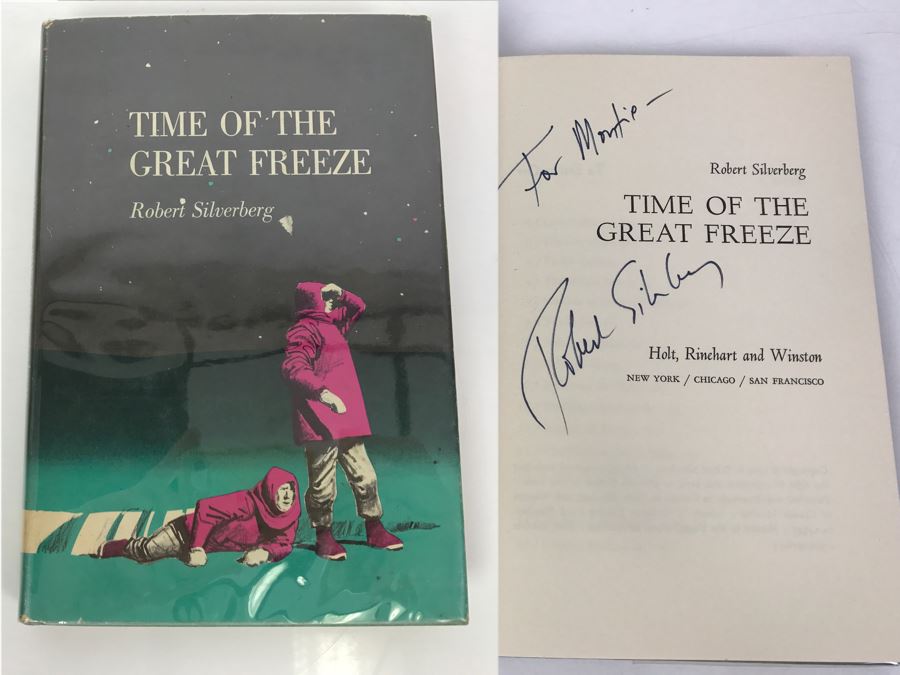 TIME OF THE
GREAT FREEZE
Robert Silverberg
For Montie —
Robert Silverberg
TIME OF THE
GREAT FREEZE
Robert Silverberg
Holt, Rinehart and Winston
NEW YORK / CHICAGO / SAN FRANCISCO